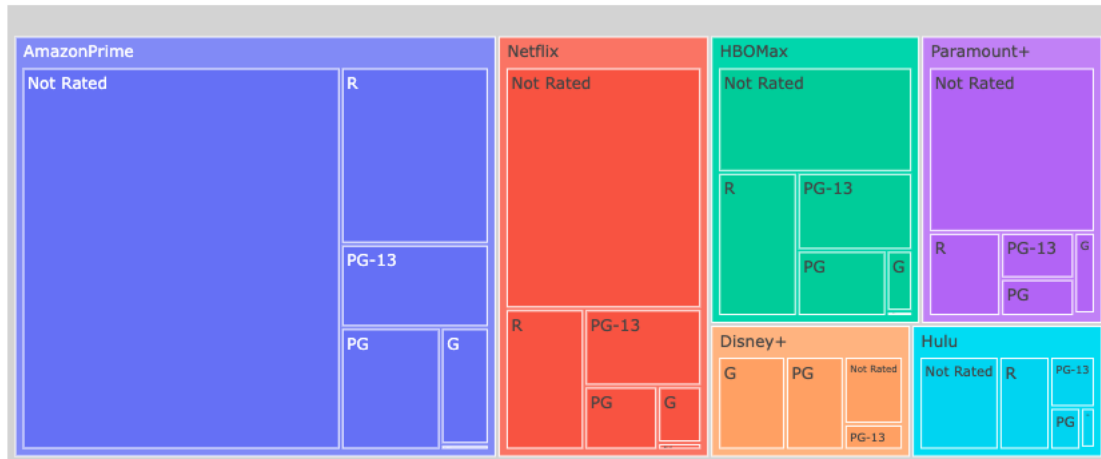 AmazonPrime
Not Rated
R
PG-13
PG
G
Netflix
Not Rated
R
PG-13
PG
G
HBOMax
Not Rated
R
PG-13
PG
G
Paramount+
Not Rated
R
PG-13
G
PG
Disney+
G
PG
Not Rated
PG-13
Hulu
Not Rated
R
PG-13
PG